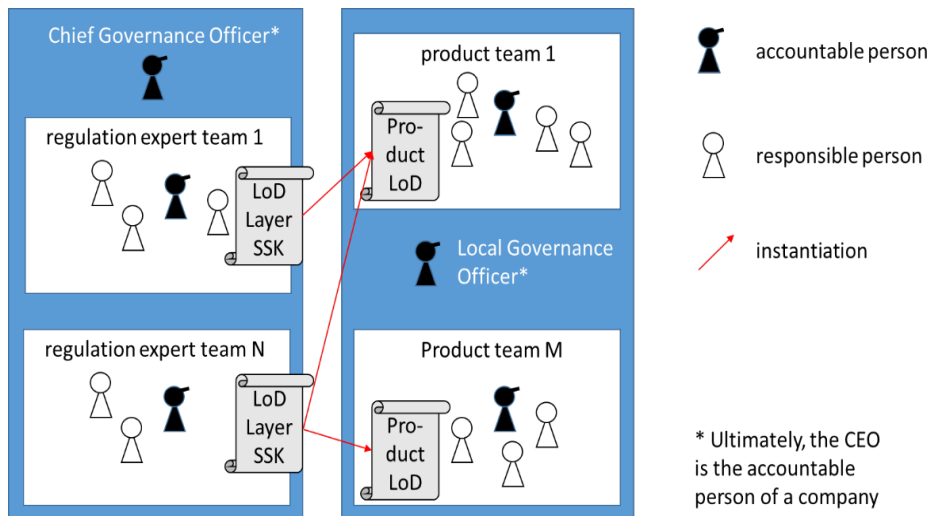 Chief Governance Officer*
regulation expert team 1
LoD
Layer
SSK
regulation expert team N
LoD
Layer
SSK
product team 1
Pro-
duct
LoD
Local Governance
Officer*
Product team M
Pro-
duct
LoD
accountable person
responsible person
instantiation
* Ultimately, the CEO
is the accountable
person of a company